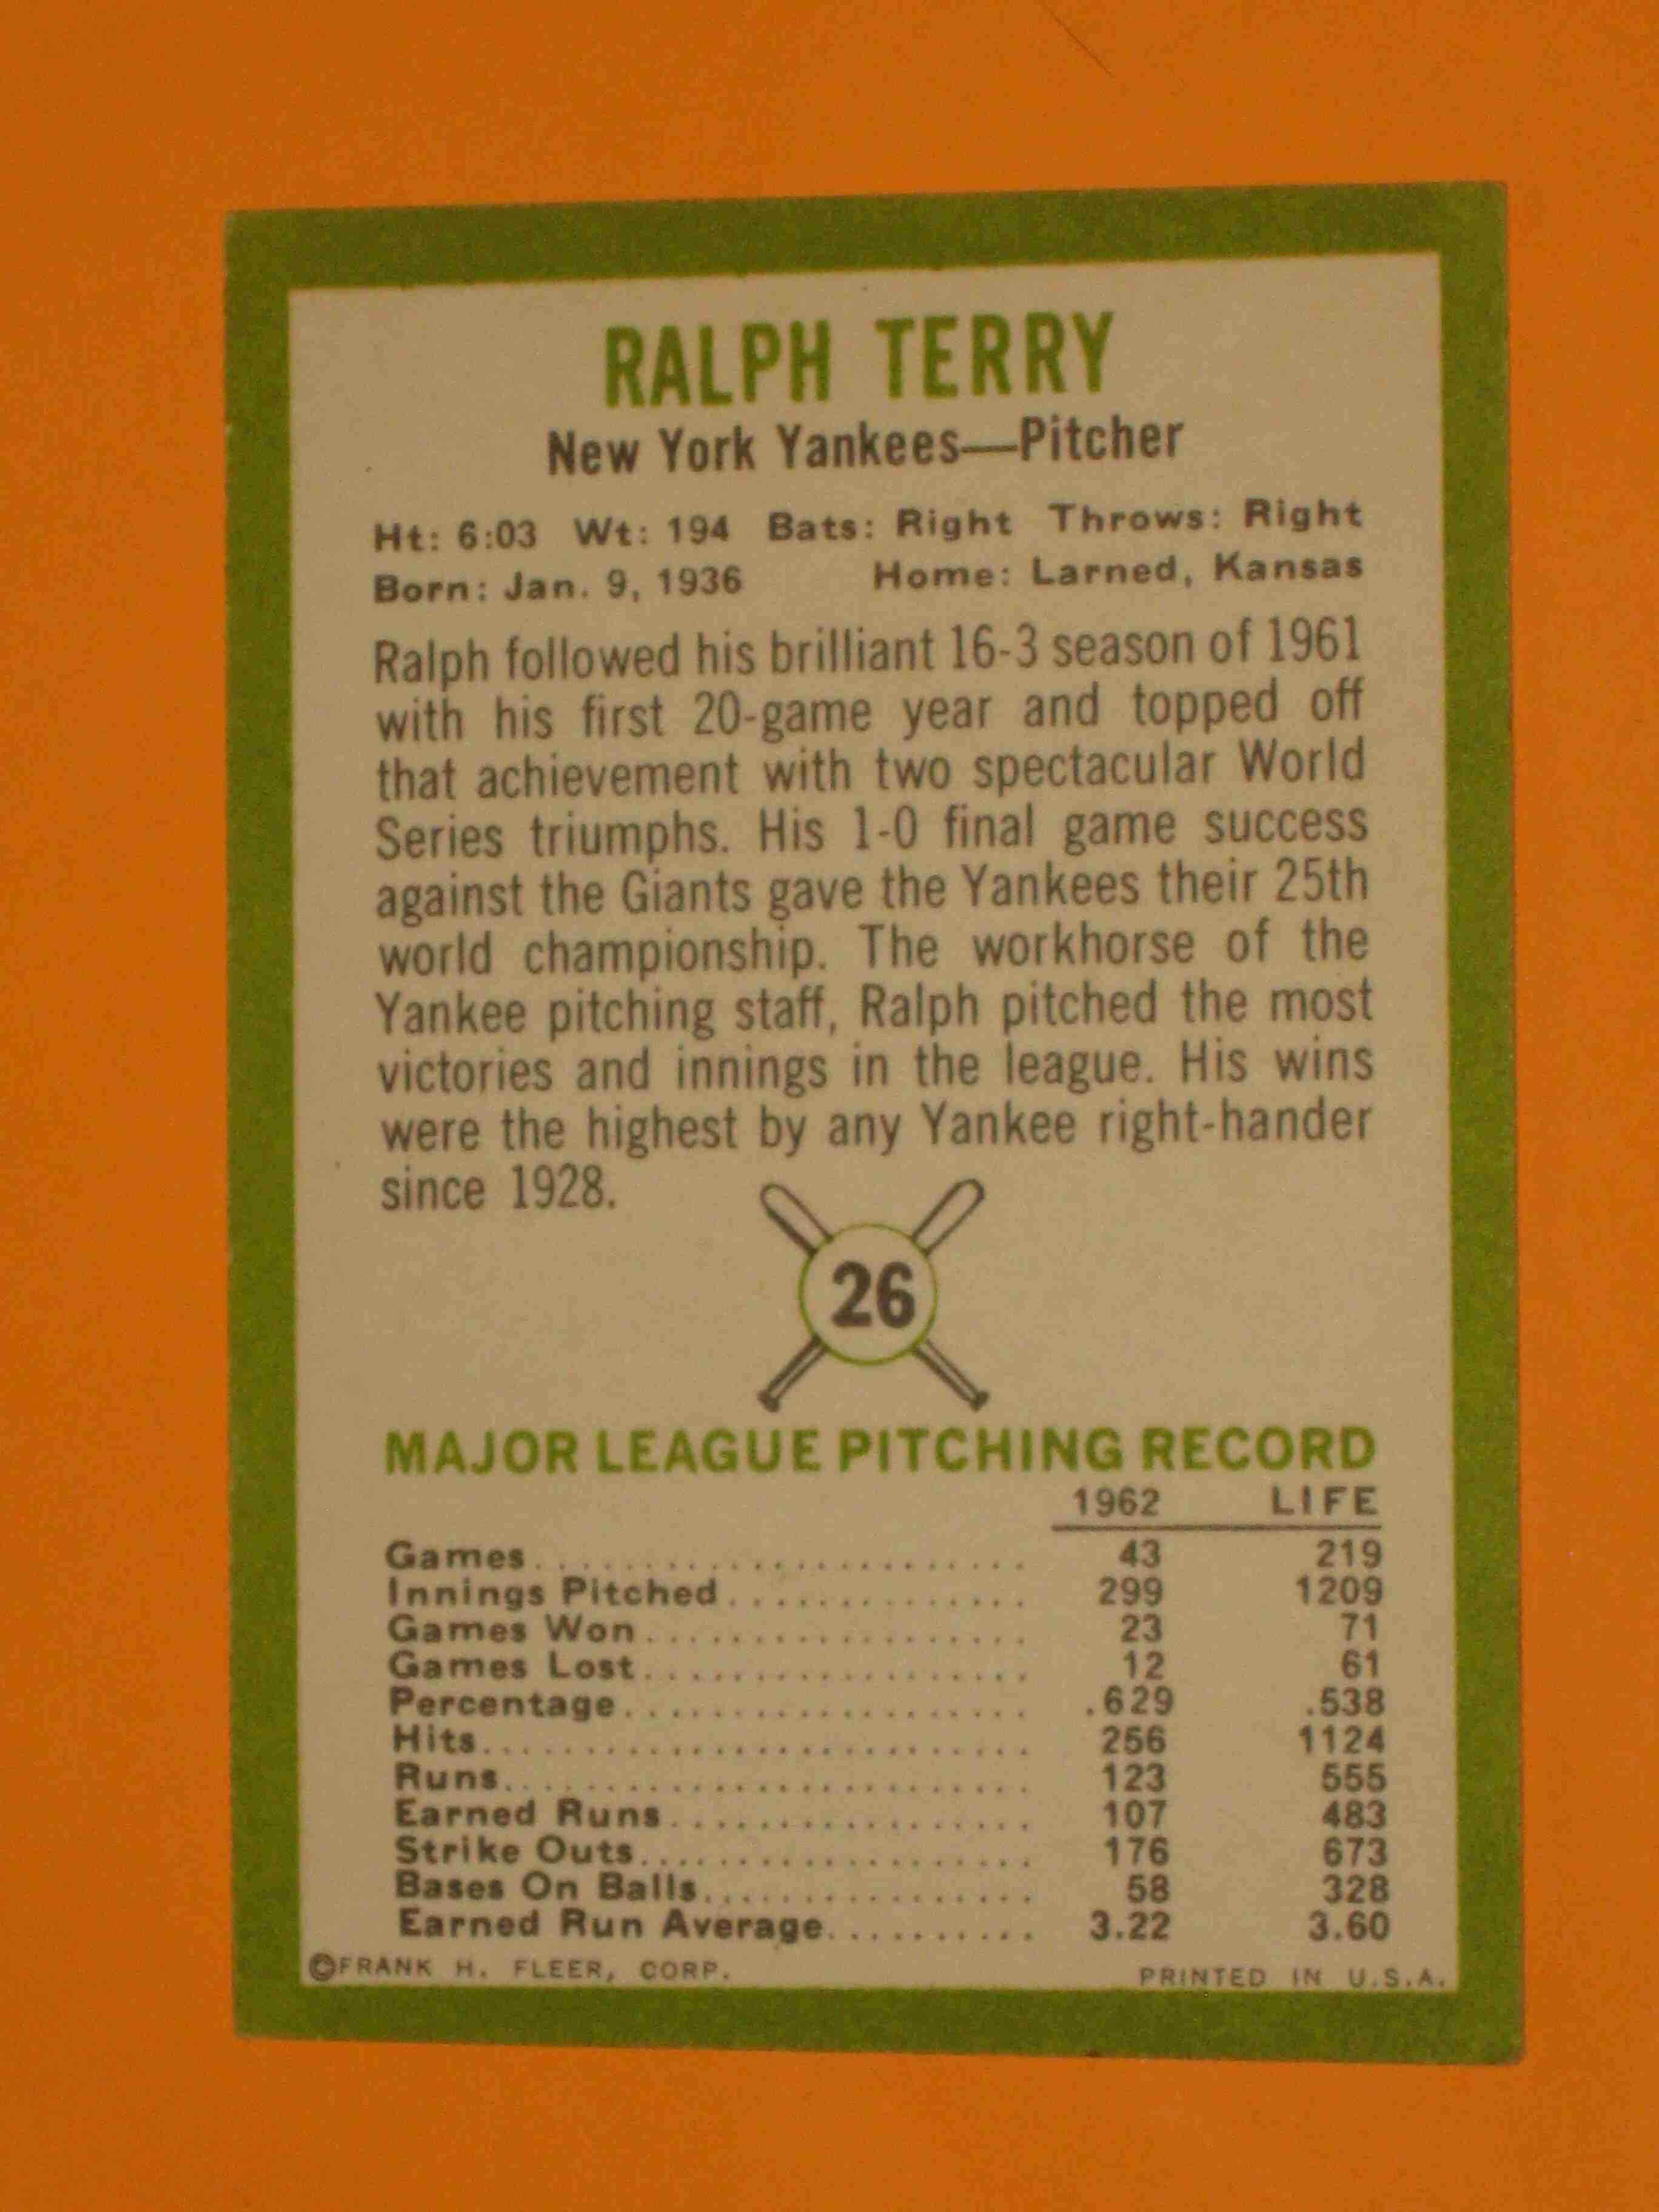 RALPH TERRY
New York Yankees—Pitcher
Ht: 6:03 Wt: 194 Bats: Right Throws: Right
Born: Jan. 9, 1936 Home: Larned, Kansas
Ralph followed his brilliant 16-3 season of 1961
with his first 20-game year and topped off
that achievement with two spectacular World
Series triumphs. His 1-0 final game success
against the Giants gave the Yankees their 25th
world championship. The workhorse of the
Yankee pitching staff, Ralph pitched the most
victories and innings in the league. His wins
were the highest by any Yankee right-hander
since 1928.
26
MAJOR LEAGUE PITCHING RECORD
1962 LIFE
Games........................ 43 219
Innings Pitched............... 299 1209
Games Won................... 23 71
Games Lost................... 12 61
Percentage.................... .629 .538
Hits........................... 256 1124
Runs.......................... 123 555
Earned Runs.................. 107 483
Strike Outs................... 176 673
Bases On Balls................ 58 328
Earned Run Average.......... 3.22 3.60
©FRANK H. FLEER, CORP. PRINTED IN U.S.A.